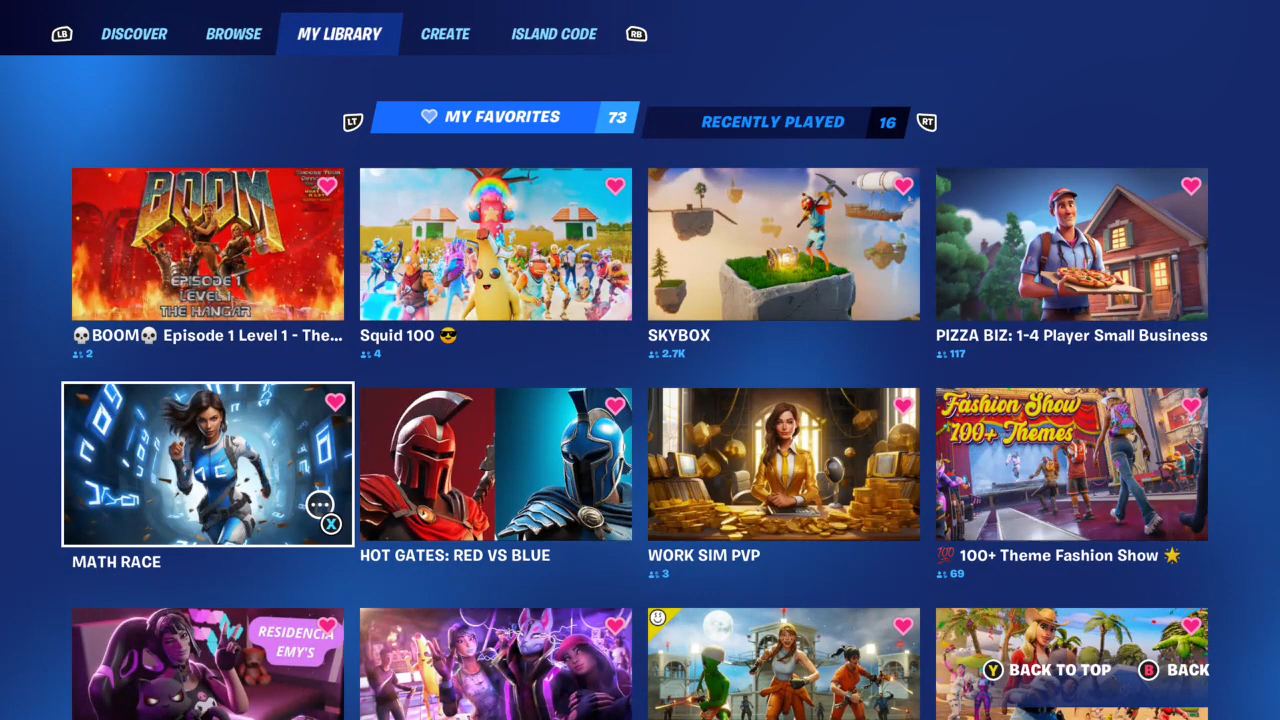 LB DISCOVER BROWSE MY LIBRARY CREATE ISLAND CODE RB
LT MY FAVORITES 73 RECENTLY PLAYED 16 RT
BOOM
CHOOSE YOUR
EPISODE 1
LEVEL 1
THE HANGAR
💀BOOM💀 Episode 1 Level 1 - The...
2
Squid 100 😎
4
SKYBOX
2.7K
PIZZA BIZ: 1-4 Player Small Business
117
X
MATH RACE
HOT GATES: RED VS BLUE
WORK SIM PVP
3
Fashion Show
100+ Themes
💯 100+ Theme Fashion Show 🌟
69
RESIDENCIA
EMY'S
Y BACK TO TOP B BACK